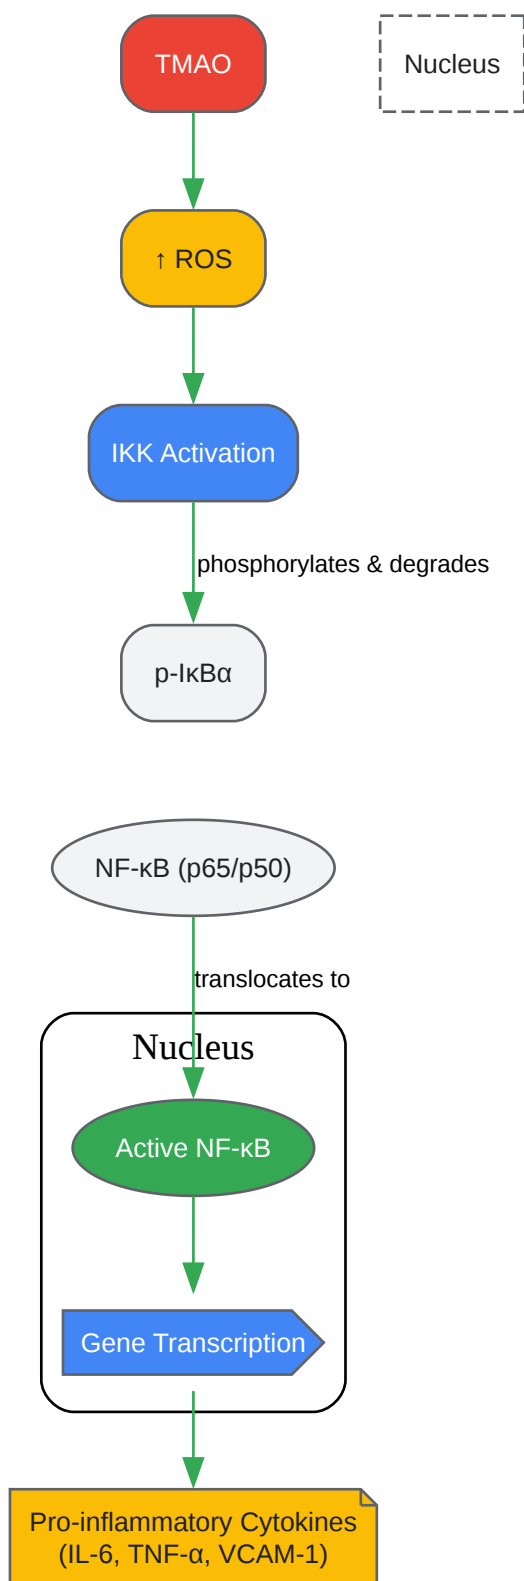 TMAO
Nucleus
↑ ROS
IKK Activation
phosphorylates & degrades
p-IκBα
NF-κB (p65/p50)
translocates to
Nucleus
Active NF-κB
Gene Transcription
Pro-inflammatory Cytokines
(IL-6, TNF-α, VCAM-1)